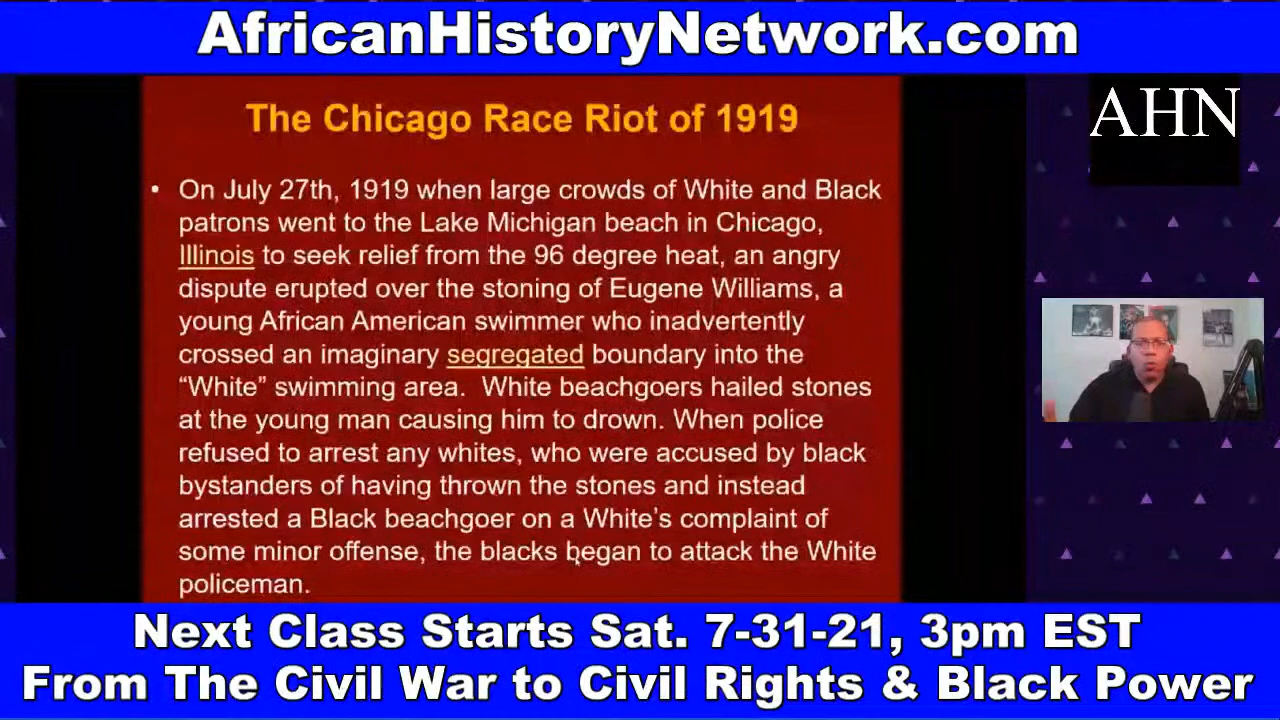 AfricanHistoryNetwork.com
AHN
The Chicago Race Riot of 1919
• On July 27th, 1919 when large crowds of White and Black
patrons went to the Lake Michigan beach in Chicago,
Illinois to seek relief from the 96 degree heat, an angry
dispute erupted over the stoning of Eugene Williams, a
young African American swimmer who inadvertently
crossed an imaginary segregated boundary into the
“White” swimming area.  White beachgoers hailed stones
at the young man causing him to drown. When police
refused to arrest any whites, who were accused by black
bystanders of having thrown the stones and instead
arrested a Black beachgoer on a White’s complaint of
some minor offense, the blacks began to attack the White
policeman.
Next Class Starts Sat. 7-31-21, 3pm EST
From The Civil War to Civil Rights & Black Power